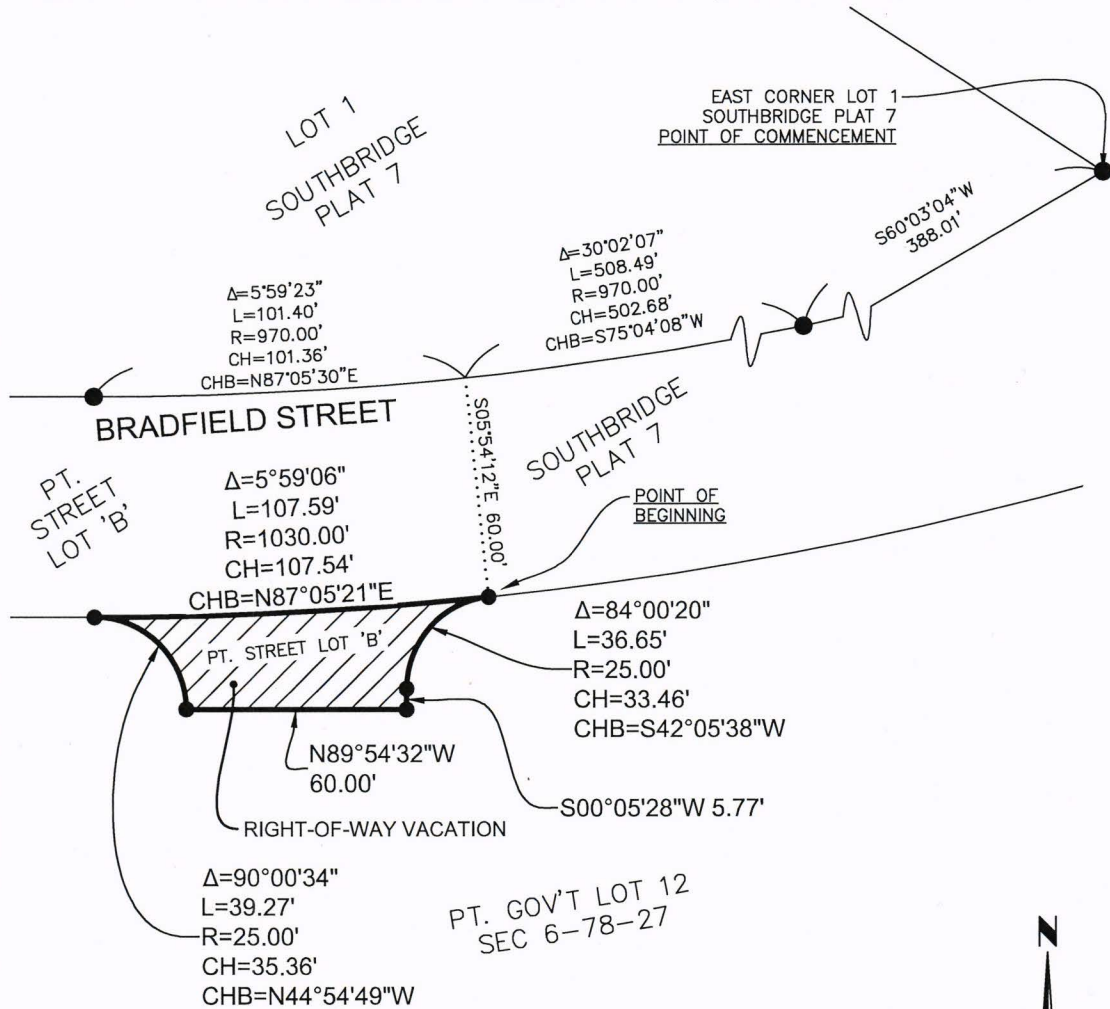 EAST CORNER LOT 1
SOUTHBRIDGE PLAT 7
POINT OF COMMENCEMENT
LOT 1
SOUTHBRIDGE
PLAT 7
S60°03'04"W
388.01'
Δ=30°02'07"
L=508.49'
R=970.00'
CH=502.68'
CHB=S75°04'08"W
Δ=5°59'23"
L=101.40'
R=970.00'
CH=101.36'
CHB=N87°05'30"E
BRADFIELD STREET
S05°54'12"E 60.00'
SOUTHBRIDGE
PLAT 7
PT.
STREET
LOT 'B'
Δ=5°59'06"
L=107.59'
R=1030.00'
CH=107.54'
CHB=N87°05'21"E
POINT OF
BEGINNING
PT. STREET LOT 'B'
Δ=84°00'20"
L=36.65'
R=25.00'
CH=33.46'
CHB=S42°05'38"W
N89°54'32"W
60.00'
S00°05'28"W 5.77'
RIGHT-OF-WAY VACATION
Δ=90°00'34"
L=39.27'
R=25.00'
CH=35.36'
CHB=N44°54'49"W
PT. GOV'T LOT 12
SEC 6-78-27
N